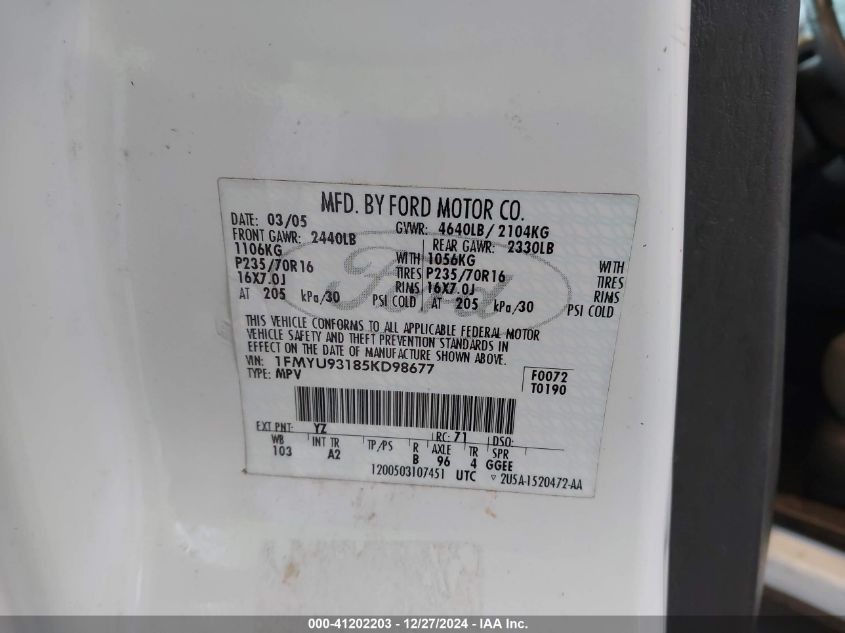 MFD. BY FORD MOTOR CO.
DATE: 03/05 GVWR: 4640LB/ 2104KG
FRONT GAWR: 2440LB REAR GAWR: 2330LB
1106KG WITH 1056KG WITH
P235/70R16 TIRES P235/70R16 TIRES
16X7.0J RIMS 16X7.0J RIMS
AT 205 kPa/30 PSI COLD AT 205 kPa/30 PSI COLD
Ford
THIS VEHICLE CONFORMS TO ALL APPLICABLE FEDERAL MOTOR
VEHICLE SAFETY AND THEFT PREVENTION STANDARDS IN
EFFECT ON THE DATE OF MANUFACTURE SHOWN ABOVE.
VIN: 1FMYU93185KD98677
TYPE: MPV
F0072
T0190
EXT PNT: YZ RC: 71 DSO:
WB INT TR TP/PS R AXLE TR SPR
103 A2 B 96 4 GGEE
1200503107451 UTC ▽ 2U5A-1520472-AA
000-41202203 - 12/27/2024 - IAA Inc.